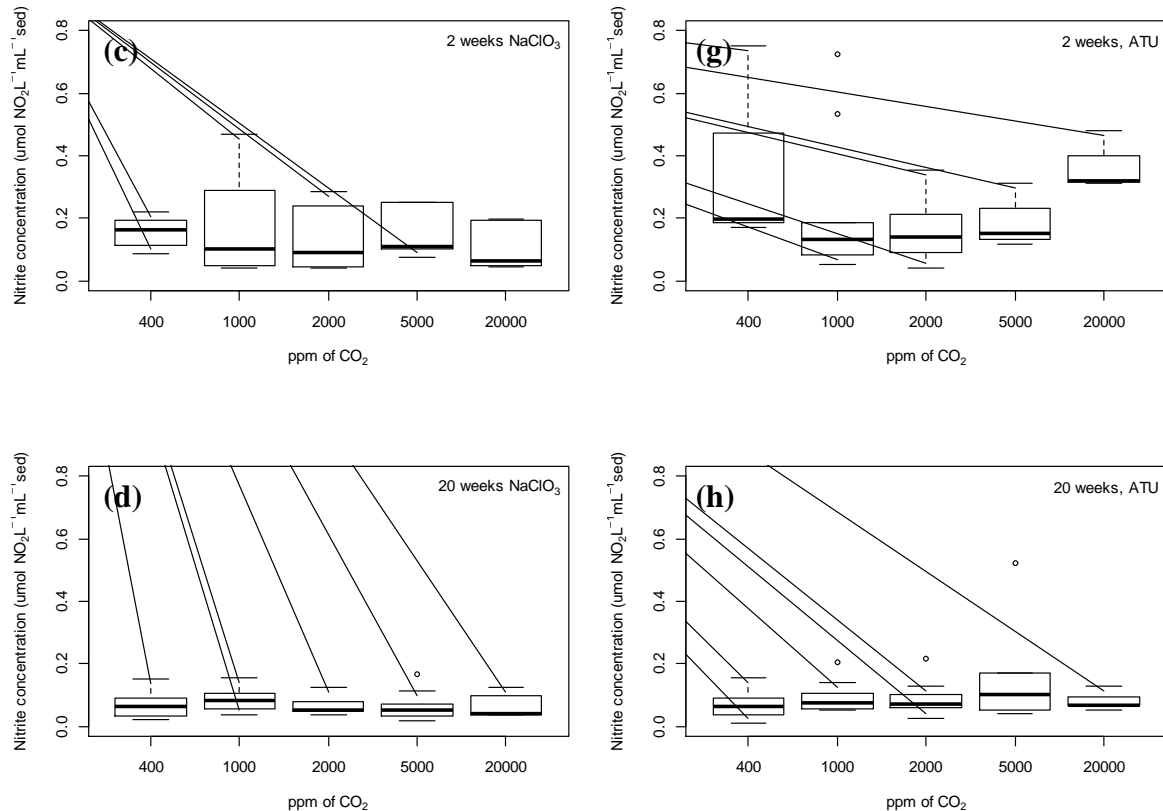 Nitrite concentration (umol NO₂L⁻¹mL⁻¹sed)
0.0 0.2 0.4 0.6 0.8
(c)
2 weeks NaClO₃
400 1000 2000 5000 20000
ppm of CO₂
Nitrite concentration (umol NO₂L⁻¹mL⁻¹sed)
0.0 0.2 0.4 0.6 0.8
(g)
2 weeks, ATU
400 1000 2000 5000 20000
ppm of CO₂
Nitrite concentration (umol NO₂L⁻¹mL⁻¹sed)
0.0 0.2 0.4 0.6 0.8
(d)
20 weeks NaClO₃
400 1000 2000 5000 20000
ppm of CO₂
Nitrite concentration (umol NO₂L⁻¹mL⁻¹sed)
0.0 0.2 0.4 0.6 0.8
(h)
20 weeks, ATU
400 1000 2000 5000 20000
ppm of CO₂